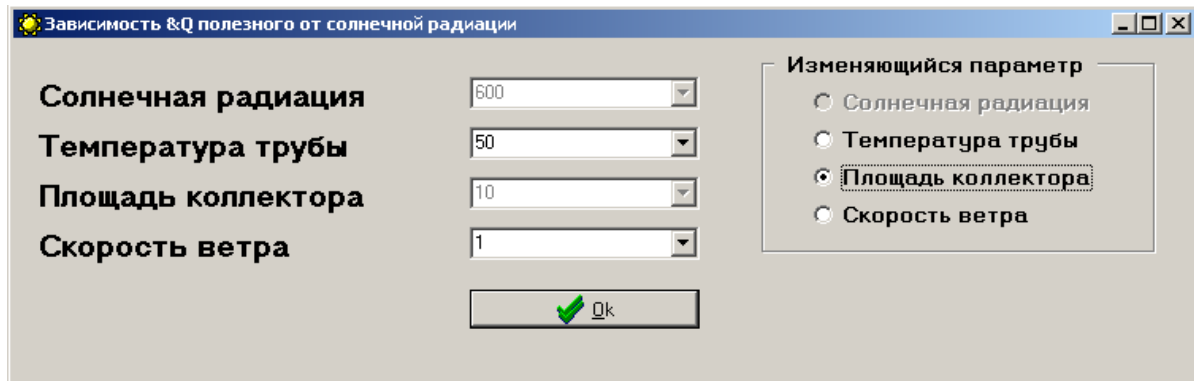 Зависимость &Q полезного от солнечной радиации
Солнечная радиация
600
Температура трубы
50
Площадь коллектора
10
Скорость ветра
1
Ok
Изменяющийся параметр
Солнечная радиация
Температура трубы
Площадь коллектора
Скорость ветра